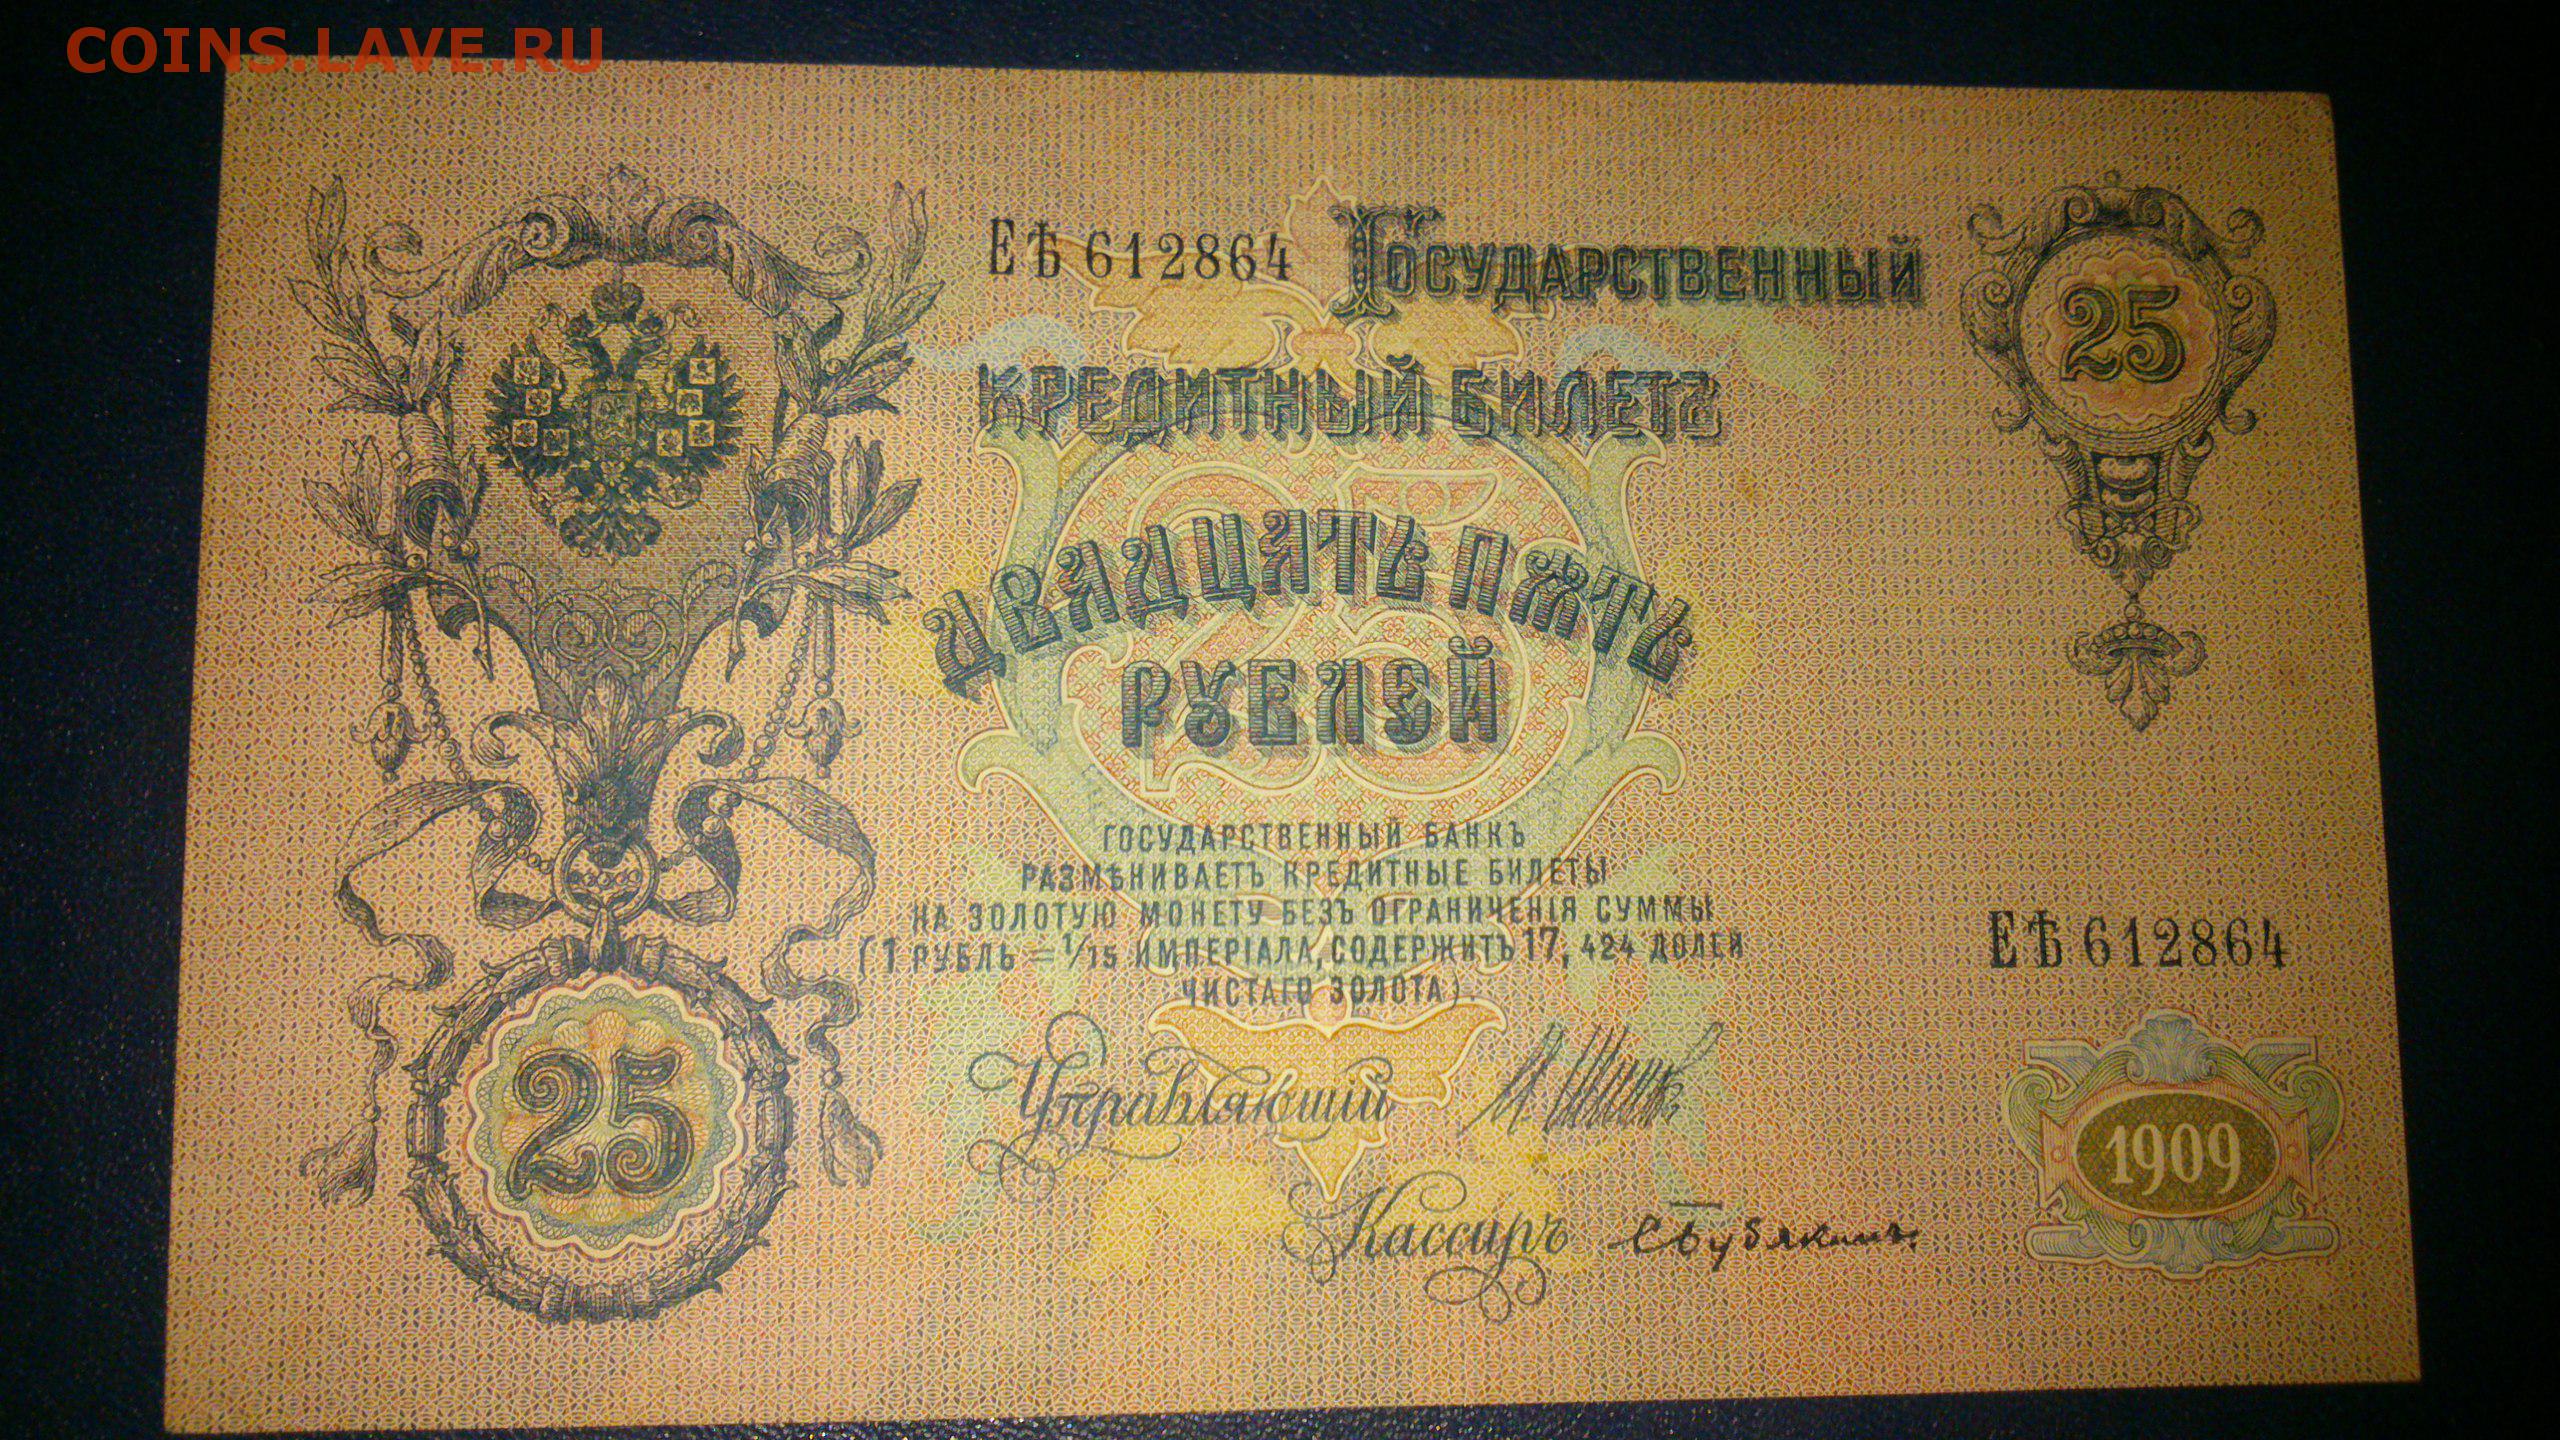 COINS.LAVE.RU
ЕѢ 612864 ГОСУДАРСТВЕННЫЙ
25
КРЕДИТНЫЙ БИЛЕТЪ
ДВАДЦАТЬ ПѦТЬ
РУБЛЕЙ
ГОСУДАРСТВЕННЫЙ БАНКЪ
РАЗМѢНИВАЕТЪ КРЕДИТНЫЕ БИЛЕТЫ
НА ЗОЛОТУЮ МОНЕТУ БЕЗЪ ОГРАНИЧЕНІЯ СУММЫ
(1 РУБЛЬ = 1/15 ИМПЕРІАЛА, СОДЕРЖИТЪ 17, 424 ДОЛЕЙ
ЧИСТАГО ЗОЛОТА).
ЕѢ 612864
25
Управляющій
1909
Кассиръ